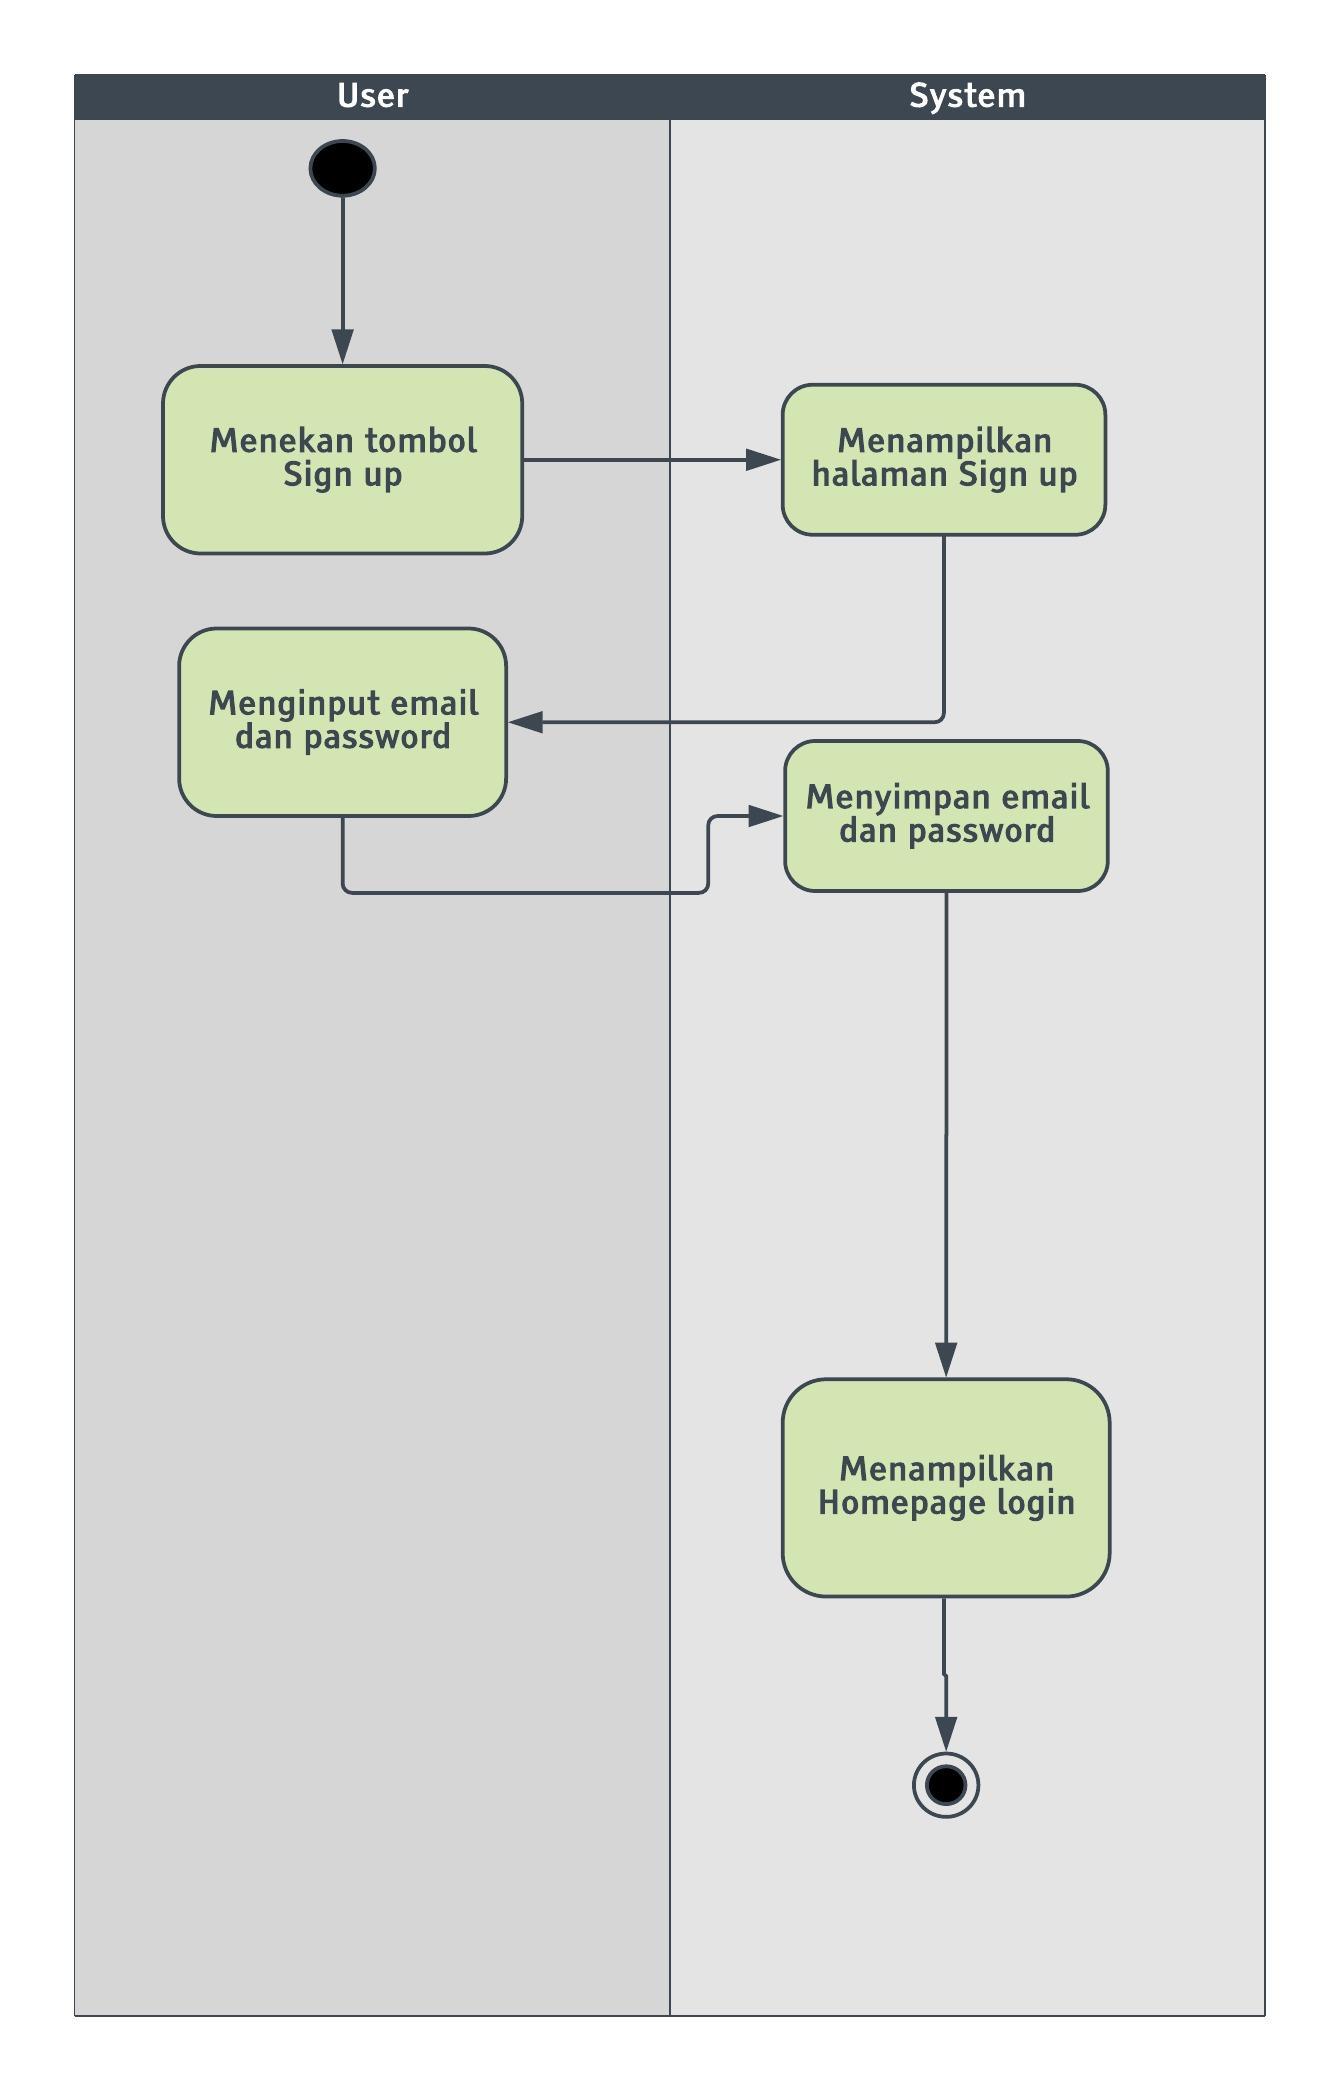 User
System
Menekan tombol
Sign up
Menampilkan
halaman Sign up
Menginput email
dan password
Menyimpan email
dan password
Menampilkan
Homepage login